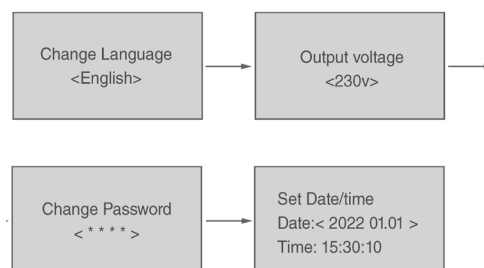 Change Language
<English>
Output voltage
<230v>
Change Password
< * * * * >
Set Date/time
Date:< 2022 01.01 >
Time: 15:30:10